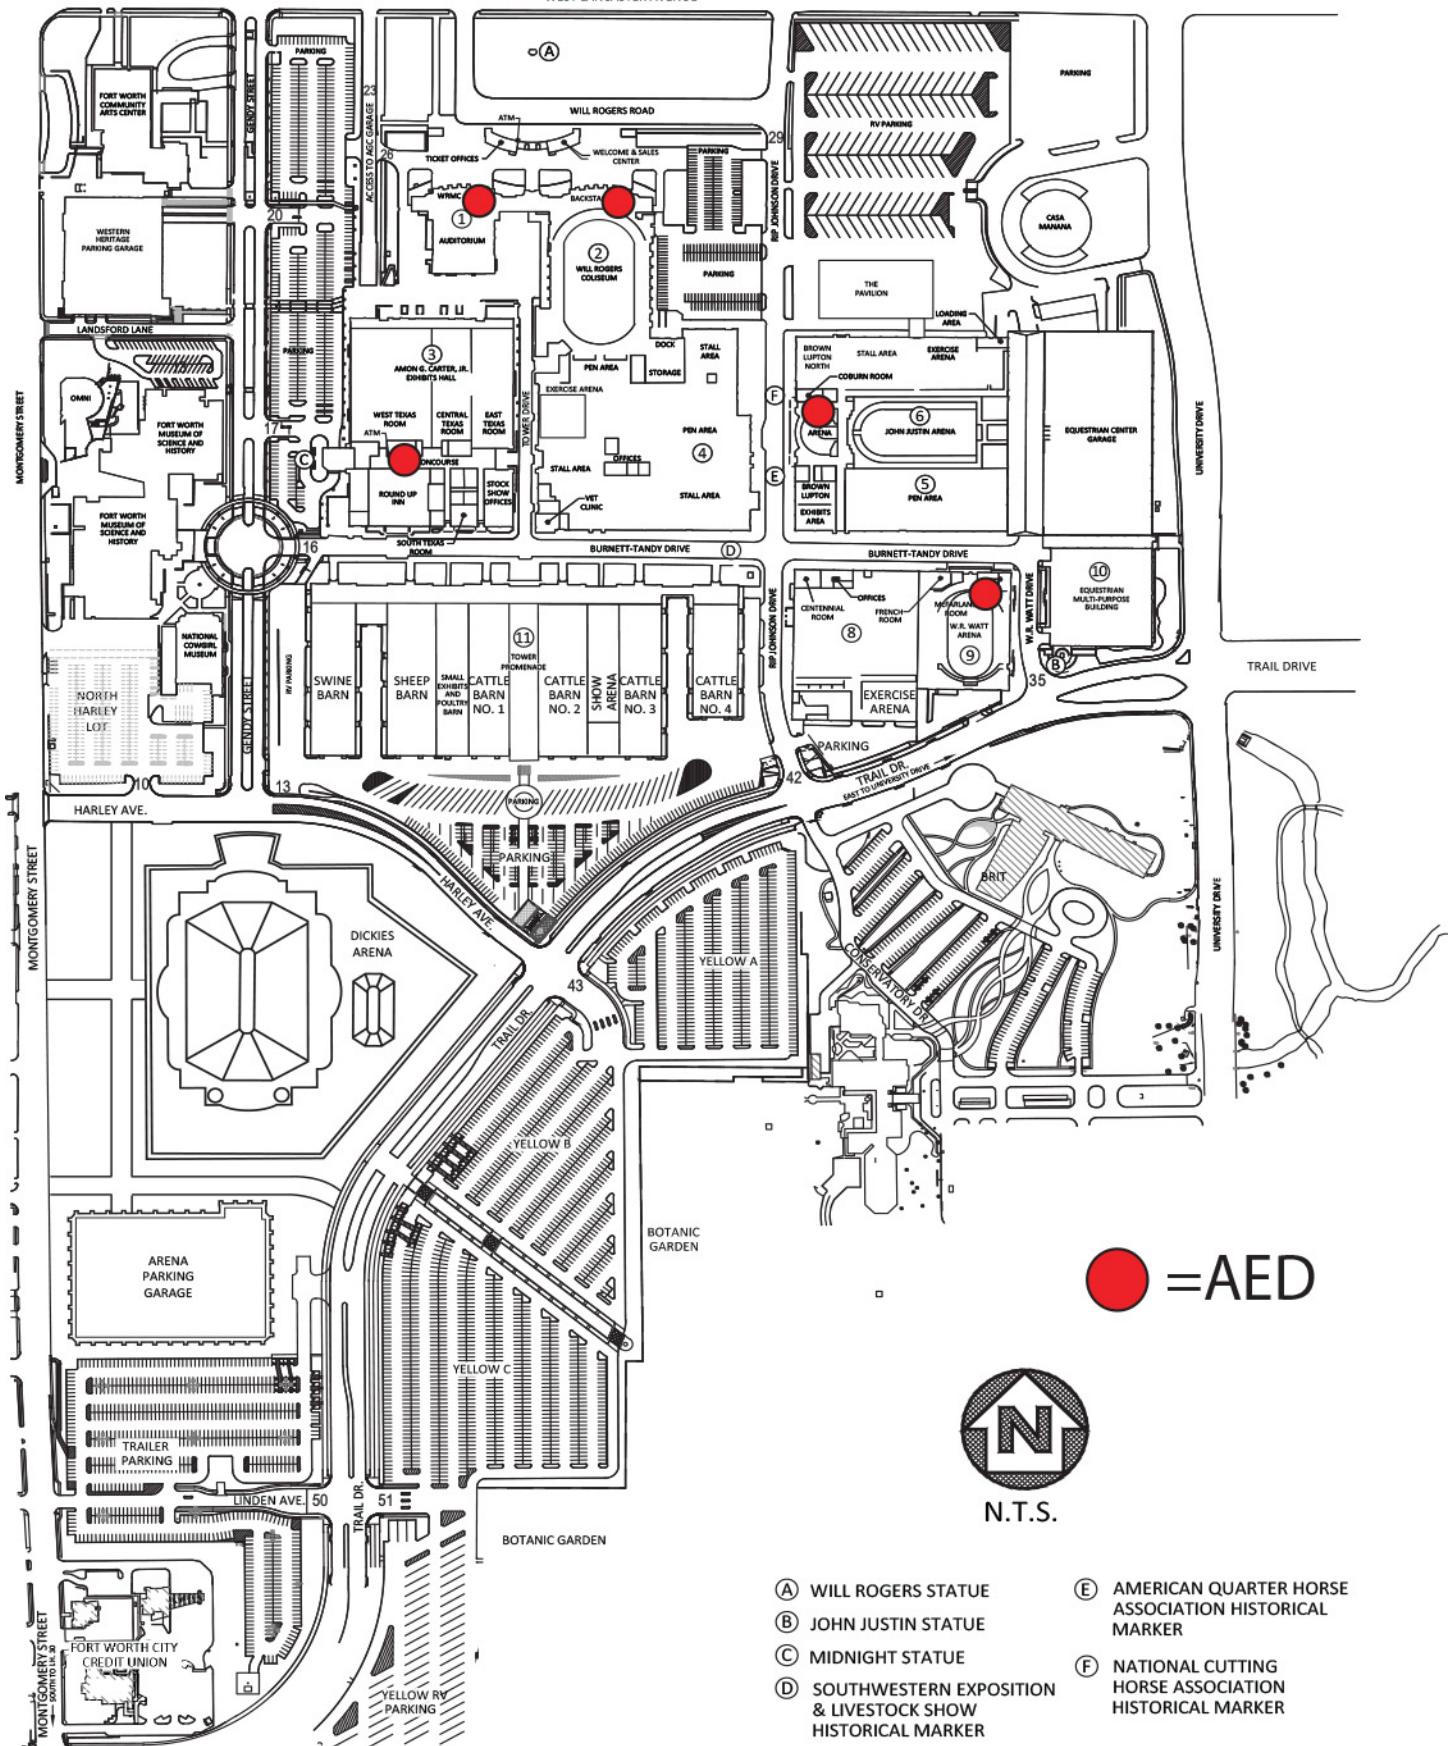 Ⓐ
WILL ROGERS ROAD
PARKING
FORT WORTH
COMMUNITY
ARTS CENTER
GENDY STREET
23
ACCESS TO AGC GARAGE
26
ATM
TICKET OFFICES
WELCOME & SALES
CENTER
PARKING
29
RIP JOHNSON DRIVE
RV PARKING
PARKING
CASA
MANANA
WESTERN
HERITAGE
PARKING GARAGE
20
WRMC
①
AUDITORIUM
②
WILL ROGERS
COLISEUM
PARKING
THE
PAVILION
LOADING
AREA
LANDSFORD LANE
PARKING
③
AMON G. CARTER, JR.
EXHIBITS HALL
WEST TEXAS
ROOM
CENTRAL
TEXAS
ROOM
EAST
TEXAS
ROOM
ATM
ROUND UP
INN
STOCK
SHOW
OFFICES
SOUTH TEXAS
ROOM
TOWER DRIVE
PEN AREA
DOCK
STORAGE
STALL
AREA
EXERCISE ARENA
PEN AREA
④
OFFICES
STALL AREA
STALL AREA
VET
CLINIC
BROWN
LUPTON
NORTH
STALL AREA
EXERCISE
ARENA
COBURN ROOM
Ⓕ
ARENA
⑥
JOHN JUSTIN ARENA
Ⓔ
BROWN
LUPTON
EXHIBITS
AREA
⑤
PEN AREA
EQUESTRIAN CENTER
GARAGE
UNIVERSITY DRIVE
MONTGOMERY STREET
OMNI
FORT WORTH
MUSEUM OF
SCIENCE AND
HISTORY
17
Ⓒ
FORT WORTH
MUSEUM OF
SCIENCE AND
HISTORY
16
BURNETT-TANDY DRIVE
Ⓓ
BURNETT-TANDY DRIVE
NATIONAL
COWGIRL
MUSEUM
NORTH
HARLEY
LOT
GENDY STREET
RV PARKING
SWINE
BARN
SHEEP
BARN
SMALL
EXHIBITS
AND
POULTRY
BARN
CATTLE
BARN
NO. 1
⑪
TOWER
PROMENADE
CATTLE
BARN
NO. 2
SHOW
ARENA
CATTLE
BARN
NO. 3
CATTLE
BARN
NO. 4
RIP JOHNSON DRIVE
CENTENNIAL
ROOM
OFFICES
FRENCH
ROOM
⑧
ROOM
W.R. WATT
ARENA
⑨
EXERCISE
ARENA
W.R. WATT DRIVE
⑩
EQUESTRIAN
MULTI-PURPOSE
BUILDING
Ⓑ
35
TRAIL DRIVE
PARKING
42
TRAIL DR.
EAST TO UNIVERSITY DRIVE
10
13
HARLEY AVE.
PARKING
PARKING
HARLEY AVE.
MONTGOMERY STREET
DICKIES
ARENA
YELLOW A
43
TRAIL DR.
BRIT
CONSERVATORY DR.
UNIVERSITY DRIVE
YELLOW B
BOTANIC
GARDEN
ARENA
PARKING
GARAGE
YELLOW C
=AED
TRAILER
PARKING
LINDEN AVE.
50
51
TRAIL DR.
BOTANIC GARDEN
N
N.T.S.
FORT WORTH CITY
CREDIT UNION
MONTGOMERY STREET
YELLOW RV
PARKING
Ⓐ WILL ROGERS STATUE
Ⓑ JOHN JUSTIN STATUE
Ⓒ MIDNIGHT STATUE
Ⓓ SOUTHWESTERN EXPOSITION
& LIVESTOCK SHOW
HISTORICAL MARKER
Ⓔ AMERICAN QUARTER HORSE
ASSOCIATION HISTORICAL
MARKER
Ⓕ NATIONAL CUTTING
HORSE ASSOCIATION
HISTORICAL MARKER